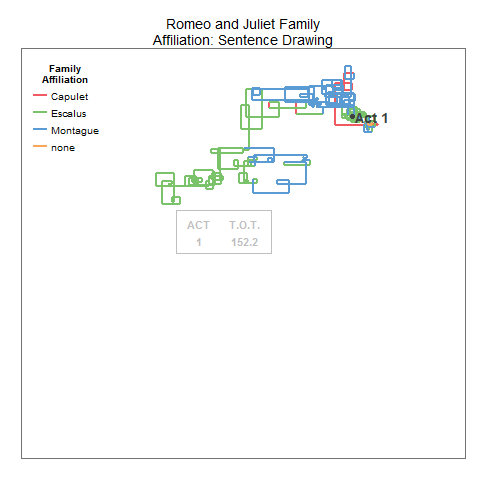 Romeo and Juliet Family
Affiliation: Sentence Drawing
Family
Affiliation
Capulet
Escalus
Montague
none
Act 1
ACT T.O.T.
1 152.2